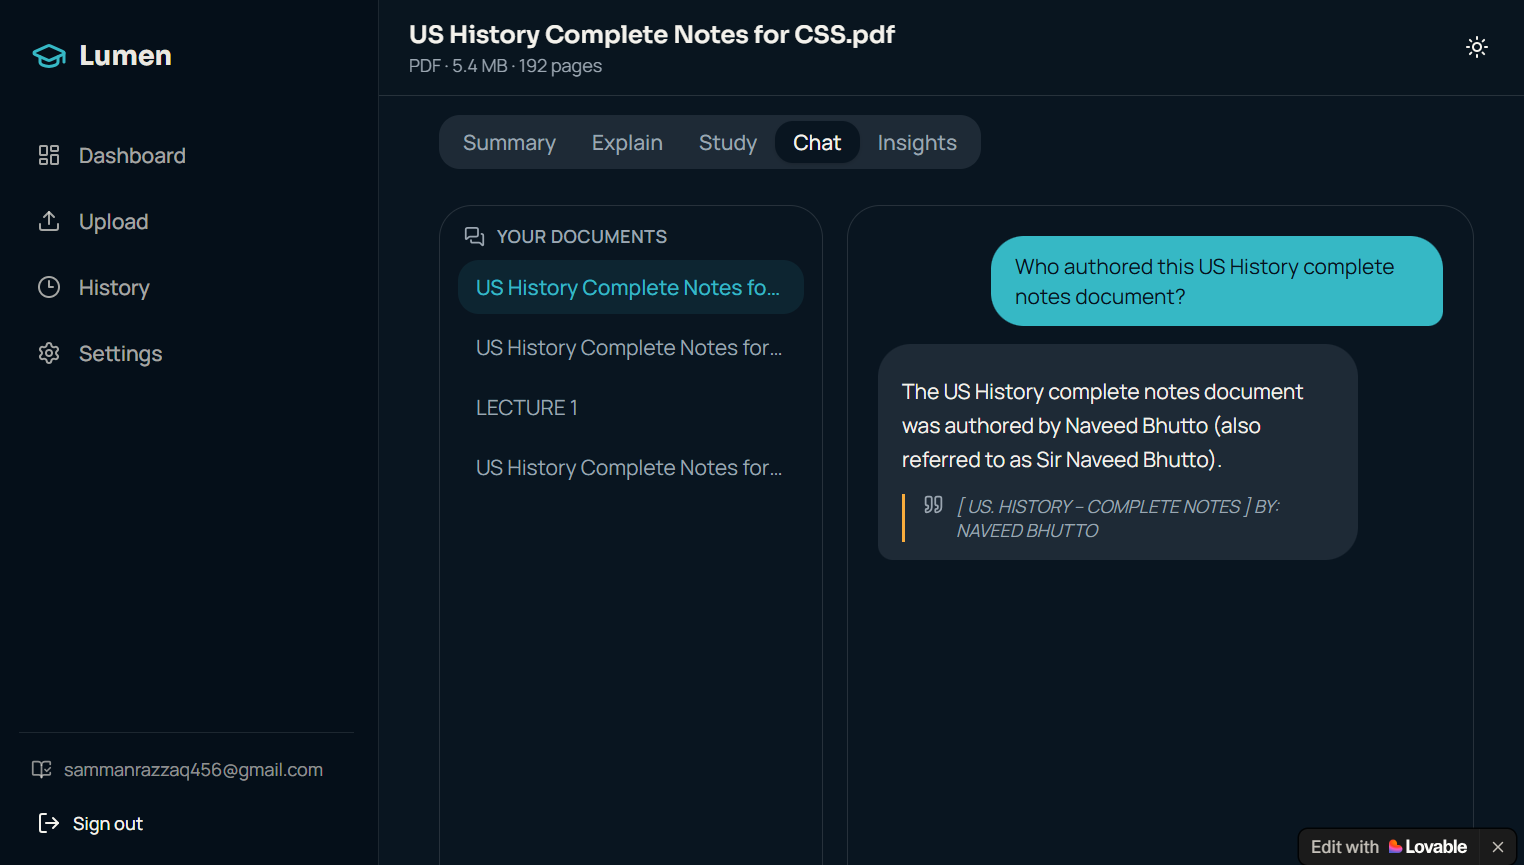 Lumen
Dashboard
Upload
History
Settings
sammanrazzaq456@gmail.com
Sign out
US History Complete Notes for CSS.pdf
PDF · 5.4 MB · 192 pages
Summary Explain Study Chat Insights
YOUR DOCUMENTS
US History Complete Notes fo...
US History Complete Notes for...
LECTURE 1
US History Complete Notes for...
Who authored this US History complete
notes document?
The US History complete notes document
was authored by Naveed Bhutto (also
referred to as Sir Naveed Bhutto).
[ US. HISTORY – COMPLETE NOTES ] BY:
NAVEED BHUTTO
Edit with Lovable